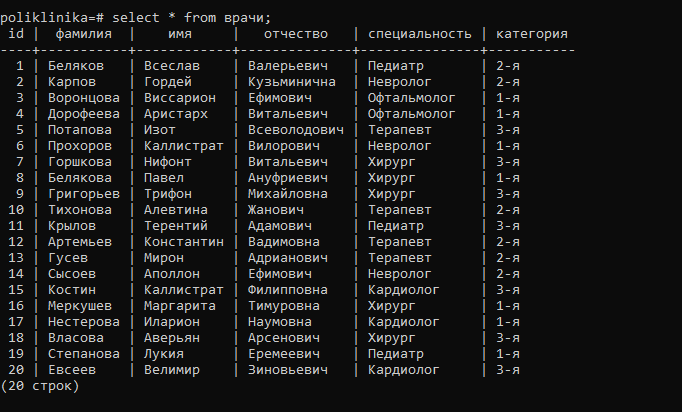 poliklinika=# select * from врачи;
 id |  фамилия  |    имя     |   отчество   | специальность | категория
----+-----------+------------+--------------+---------------+-----------
  1 | Беляков   | Всеслав    | Валерьевич   | Педиатр       | 2-я
  2 | Карпов    | Гордей     | Кузьминична  | Невролог      | 2-я
  3 | Воронцова | Виссарион  | Ефимович     | Офтальмолог   | 1-я
  4 | Дорофеева | Аристарх   | Витальевич   | Офтальмолог   | 1-я
  5 | Потапова  | Изот       | Всеволодович | Терапевт      | 3-я
  6 | Прохоров  | Каллистрат | Вилорович    | Невролог      | 1-я
  7 | Горшкова  | Нифонт     | Витальевич   | Хирург        | 3-я
  8 | Белякова  | Павел      | Ануфриевич   | Хирург        | 1-я
  9 | Григорьев | Трифон     | Михайловна   | Хирург        | 3-я
 10 | Тихонова  | Алевтина   | Жанович      | Терапевт      | 2-я
 11 | Крылов    | Терентий   | Адамович     | Педиатр       | 3-я
 12 | Артемьев  | Константин | Вадимовна    | Терапевт      | 2-я
 13 | Гусев     | Мирон      | Адрианович   | Терапевт      | 2-я
 14 | Сысоев    | Аполлон    | Ефимович     | Невролог      | 2-я
 15 | Костин    | Каллистрат | Филипповна   | Кардиолог     | 3-я
 16 | Меркушев  | Маргарита  | Тимуровна    | Хирург        | 1-я
 17 | Нестерова | Иларион    | Наумовна     | Кардиолог     | 1-я
 18 | Власова   | Аверьян    | Арсенович    | Хирург        | 3-я
 19 | Степанова | Лукия      | Еремеевич    | Педиатр       | 1-я
 20 | Евсеев    | Велимир    | Зиновьевич   | Кардиолог     | 3-я
(20 строк)